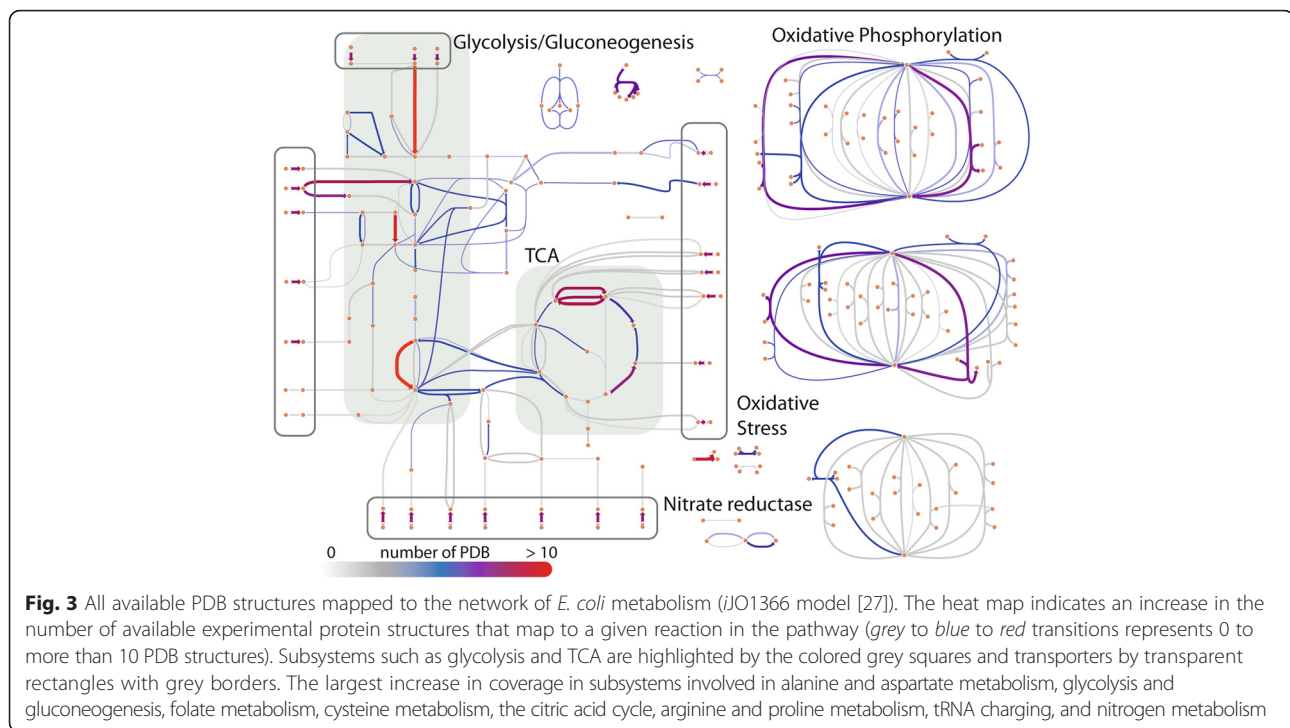 Glycolysis/Gluconeogenesis
Oxidative Phosphorylation
TCA
Oxidative
Stress
Nitrate reductase
0 number of PDB > 10
Fig. 3 All available PDB structures mapped to the network of E. coli metabolism (iJO1366 model [27]). The heat map indicates an increase in the
number of available experimental protein structures that map to a given reaction in the pathway (grey to blue to red transitions represents 0 to
more than 10 PDB structures). Subsystems such as glycolysis and TCA are highlighted by the colored grey squares and transporters by transparent
rectangles with grey borders. The largest increase in coverage in subsystems involved in alanine and aspartate metabolism, glycolysis and
gluconeogenesis, folate metabolism, cysteine metabolism, the citric acid cycle, arginine and proline metabolism, tRNA charging, and nitrogen metabolism